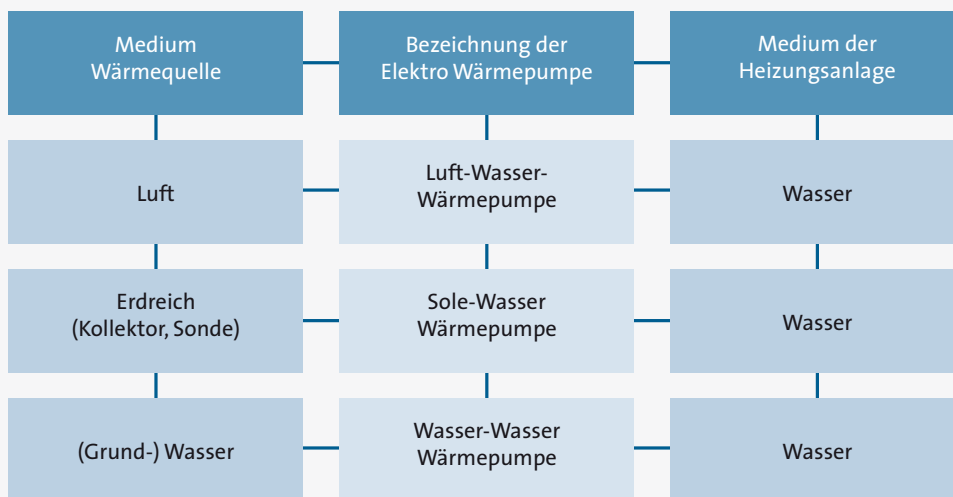 Medium
Wärmequelle
Bezeichnung der
Elektro Wärmepumpe
Medium der
Heizungsanlage
Luft
Luft-Wasser-
Wärmepumpe
Wasser
Erdreich
(Kollektor, Sonde)
Sole-Wasser
Wärmepumpe
Wasser
(Grund-) Wasser
Wasser-Wasser
Wärmepumpe
Wasser